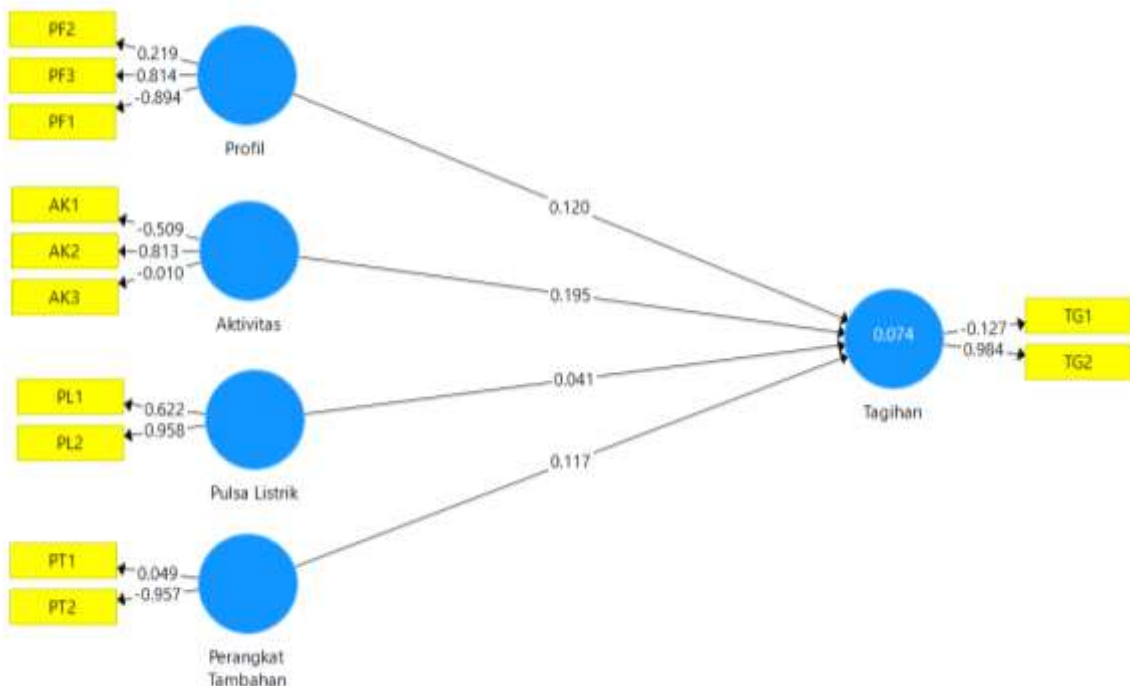 PF2
0.219
PF3
0.814
PF1
-0.894
Profil
0.120
AK1
-0.509
AK2
0.813
AK3
-0.010
Aktivitas
0.195
PL1
0.622
PL2
0.958
Pulsa Listrik
0.041
PT1
0.049
PT2
-0.957
Perangkat
Tambahan
0.117
0.074
Tagihan
TG1
-0.127
TG2
0.984